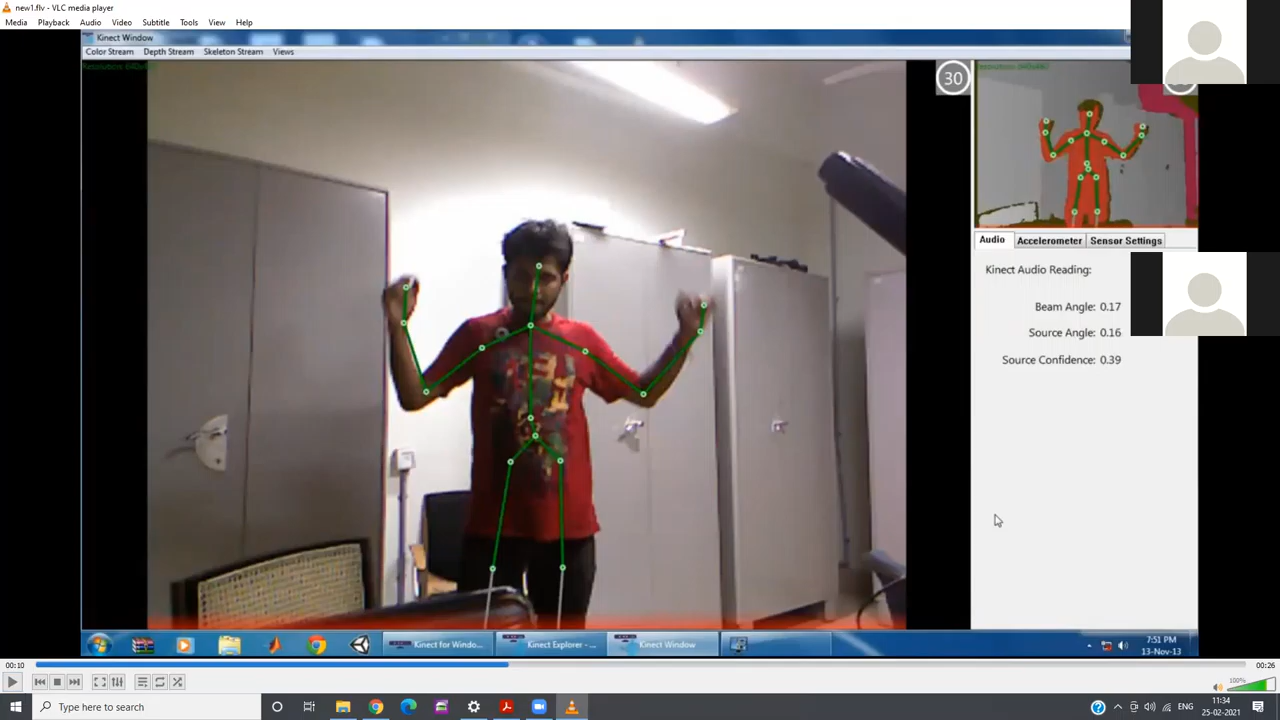 new1.flv - VLC media player
Media Playback Audio Video Subtitle Tools View Help
Kinect Window
Color Stream Depth Stream Skeleton Stream Views
30
Audio Accelerometer Sensor Settings
Kinect Audio Reading:
Beam Angle: 0.17
Source Angle: 0.16
Source Confidence: 0.39
Kinect for Windo... Kinect Explorer - ... Kinect Window
7:51 PM
13-Nov-13
00:10
00:26
100%
Type here to search
ENG
11:34
25-02-2021